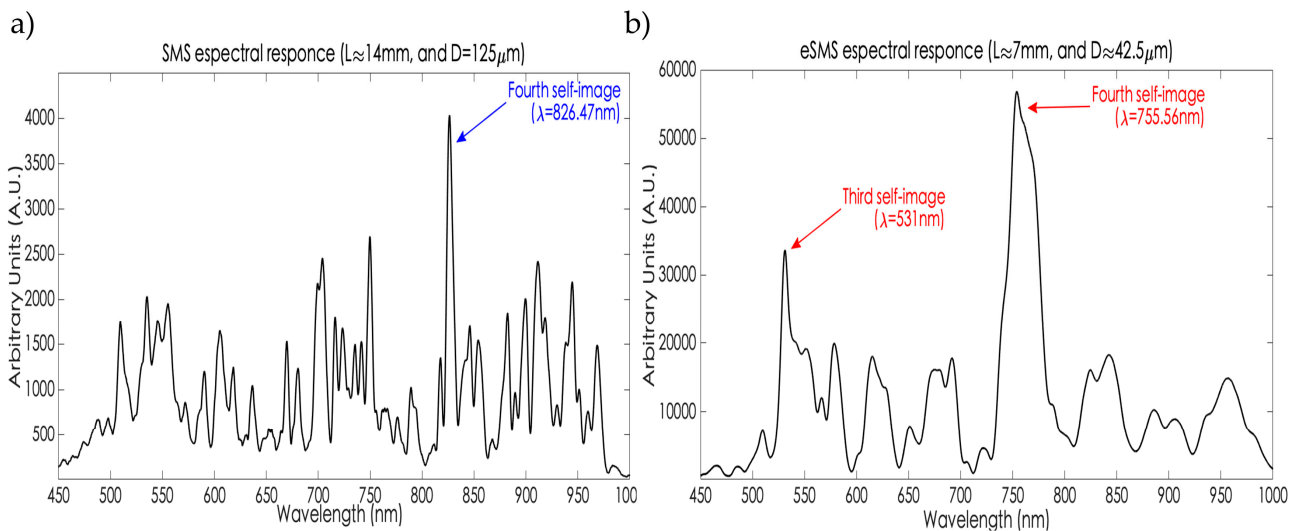 a)
SMS espectral responce (L≈14mm, and D=125μm)
Fourth self-image
(λ=826.47nm)
Arbitrary Units (A.U.)
4000
3500
3000
2500
2000
1500
1000
500
450 500 550 600 650 700 750 800 850 900 950 1000
Wavelength (nm)
b)
eSMS espectral responce (L≈7mm, and D≈42.5μm)
Fourth self-image
(λ=755.56nm)
Third self-image
(λ=531nm)
Arbitrary Units (A.U.)
60000
50000
40000
30000
20000
10000
450 500 550 600 650 700 750 800 850 900 950 1000
Wavelength (nm)